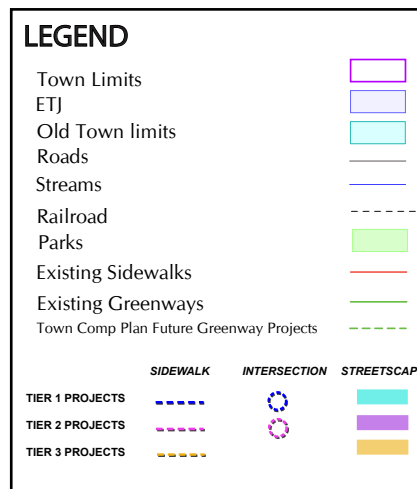 LEGEND
Town Limits
ETJ
Old Town limits
Roads
Streams
Railroad
Parks
Existing Sidewalks
Existing Greenways
Town Comp Plan Future Greenway Projects
SIDEWALK INTERSECTION STREETSCAP
TIER 1 PROJECTS
TIER 2 PROJECTS
TIER 3 PROJECTS